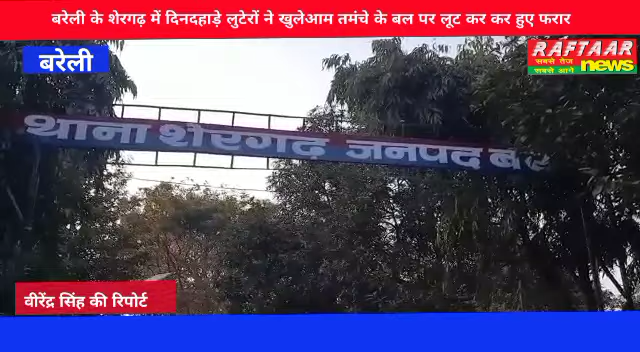 बरेली के शेरगढ़ में दिनदहाड़े लुटेरों ने खुलेआम तमंचे के बल पर लूट कर कर हुए फरार
बरेली
RAFTAAR
सबसे तेज
सबसे आगे
news
थाना शेरगढ़ जनपद
वीरेंद्र सिंह की रिपोर्ट